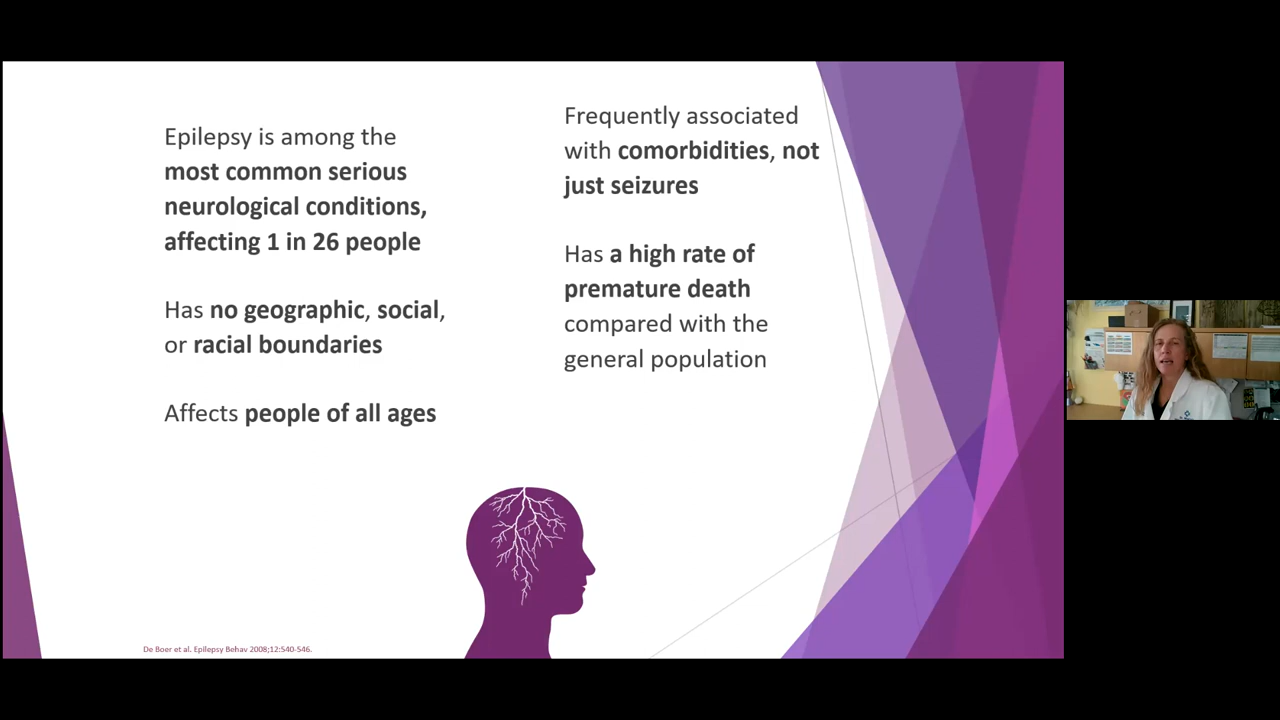 Epilepsy is among the
most common serious
neurological conditions,
affecting 1 in 26 people
Has no geographic, social,
or racial boundaries
Affects people of all ages
Frequently associated
with comorbidities, not
just seizures
Has a high rate of
premature death
compared with the
general population
De Boer et al. Epilepsy Behav 2008;12:540-546.